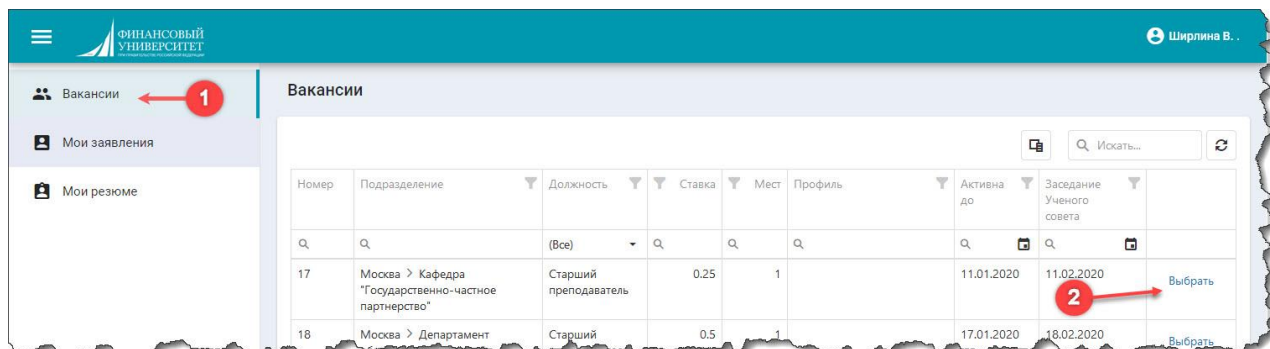 ФИНАНСОВЫЙ
УНИВЕРСИТЕТ
Ширлина В. .
Вакансии
1
Мои заявления
Мои резюме
Вакансии
Искать...
Номер Подразделение Должность Ставка Мест Профиль Активна до Заседание Ученого совета
(Все)
17 Москва > Кафедра "Государственно-частное партнерство" Старший преподаватель 0.25 1 11.01.2020 11.02.2020 Выбрать
2
18 Москва > Департамент Старший 0.5 1 17.01.2020 18.02.2020 Выбрать